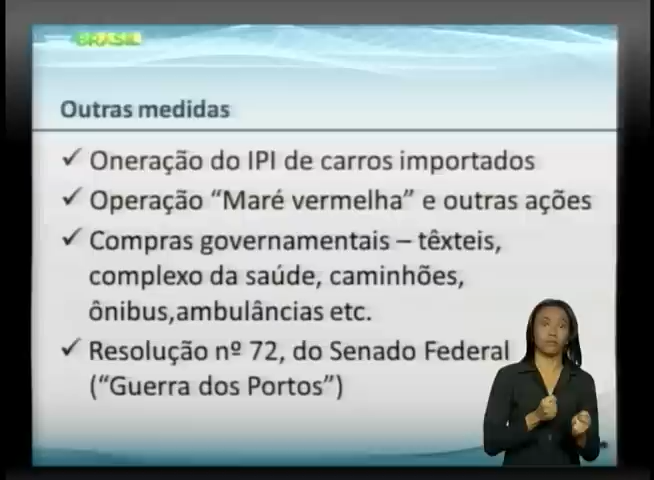 BRASIL
Outras medidas
✓ Oneração do IPI de carros importados
✓ Operação “Maré vermelha” e outras ações
✓ Compras governamentais – têxteis,
complexo da saúde, caminhões,
ônibus,ambulâncias etc.
✓ Resolução nº 72, do Senado Federal
(“Guerra dos Portos”)